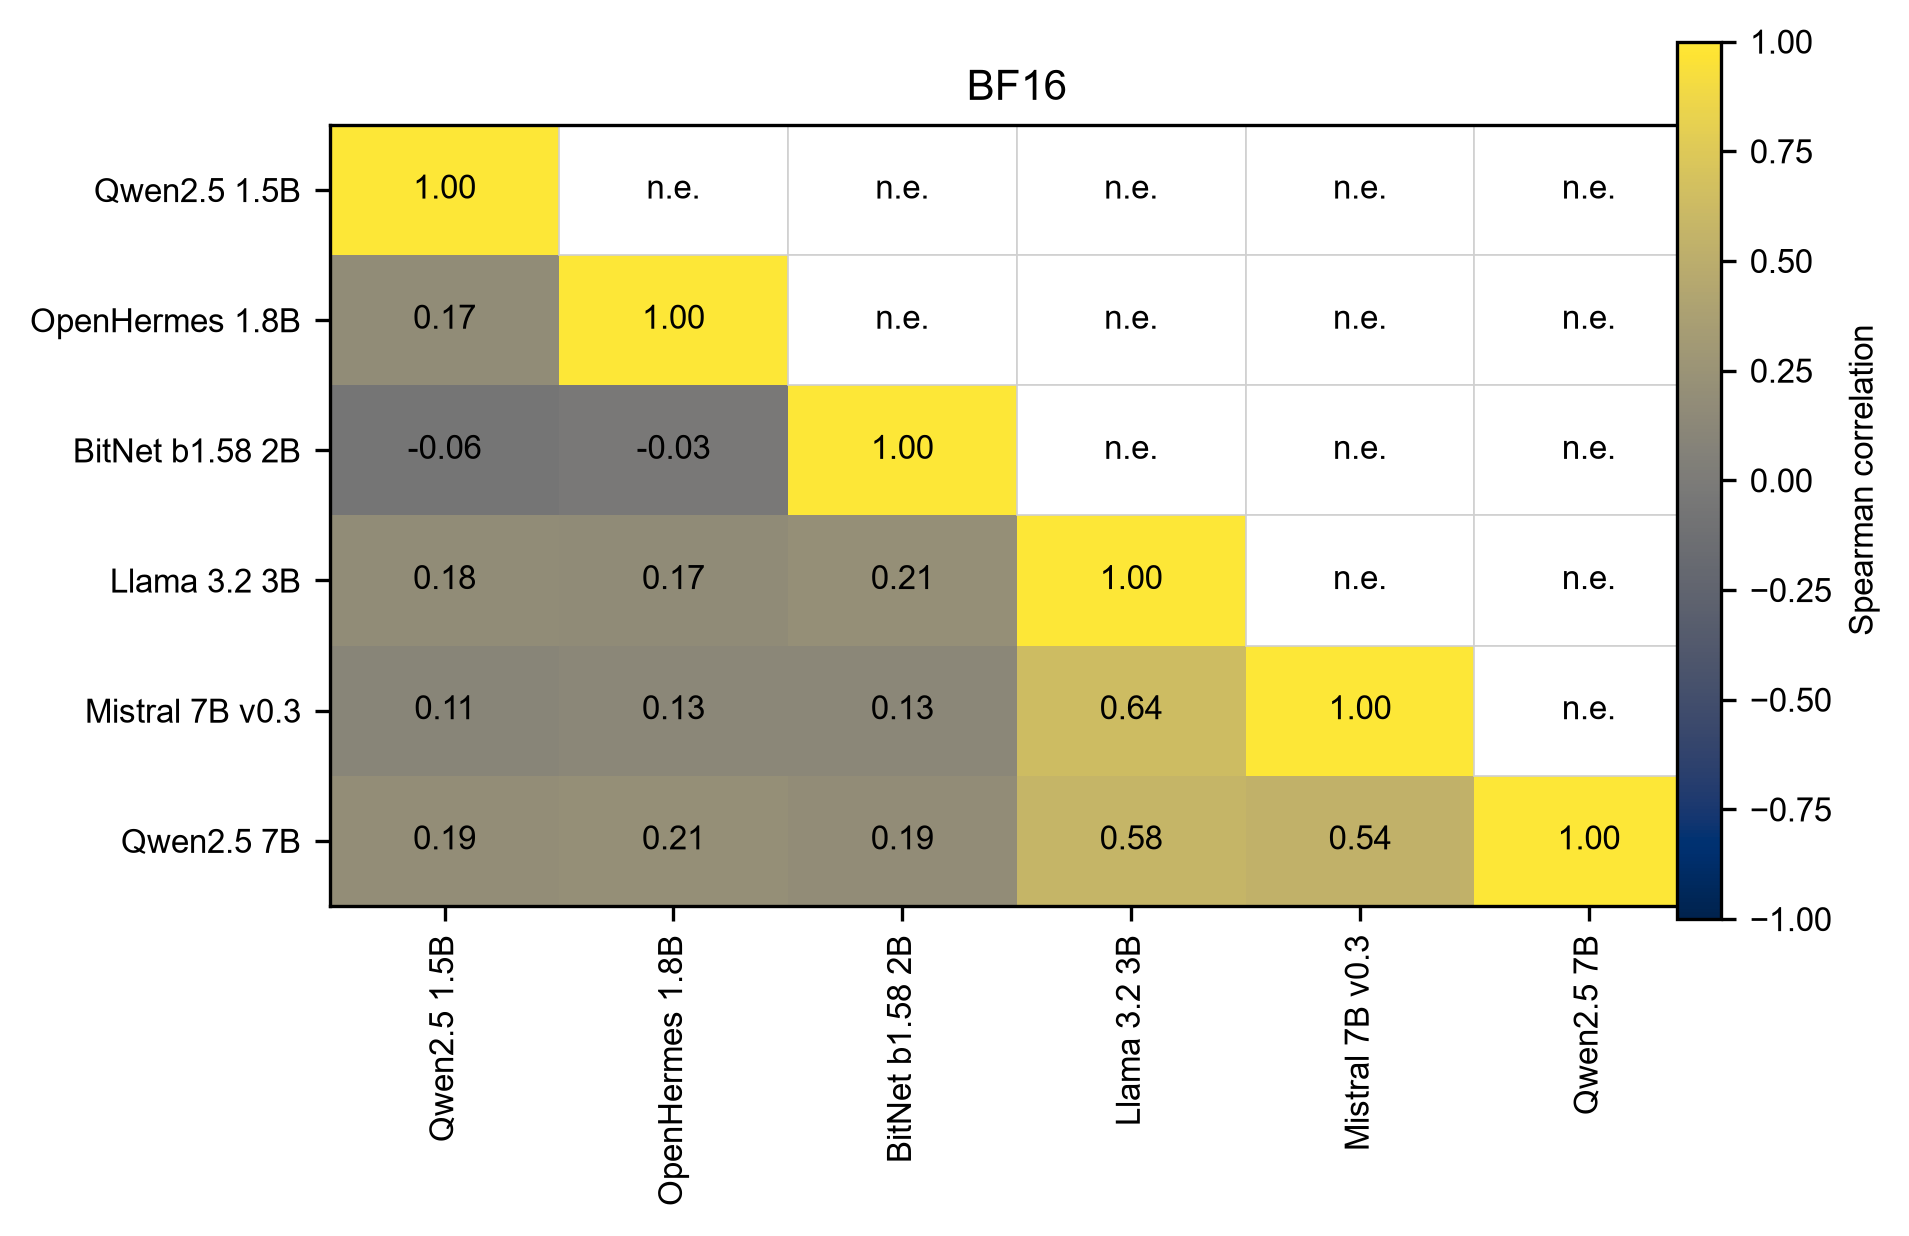 BF16
Qwen2.5 1.5B 1.00 n.e. n.e. n.e. n.e. n.e.
OpenHermes 1.8B 0.17 1.00 n.e. n.e. n.e. n.e.
BitNet b1.58 2B -0.06 -0.03 1.00 n.e. n.e. n.e.
Llama 3.2 3B 0.18 0.17 0.21 1.00 n.e. n.e.
Mistral 7B v0.3 0.11 0.13 0.13 0.64 1.00 n.e.
Qwen2.5 7B 0.19 0.21 0.19 0.58 0.54 1.00
Qwen2.5 1.5B
OpenHermes 1.8B
BitNet b1.58 2B
Llama 3.2 3B
Mistral 7B v0.3
Qwen2.5 7B
1.00
0.75
0.50
0.25
0.00
−0.25
−0.50
−0.75
−1.00
Spearman correlation